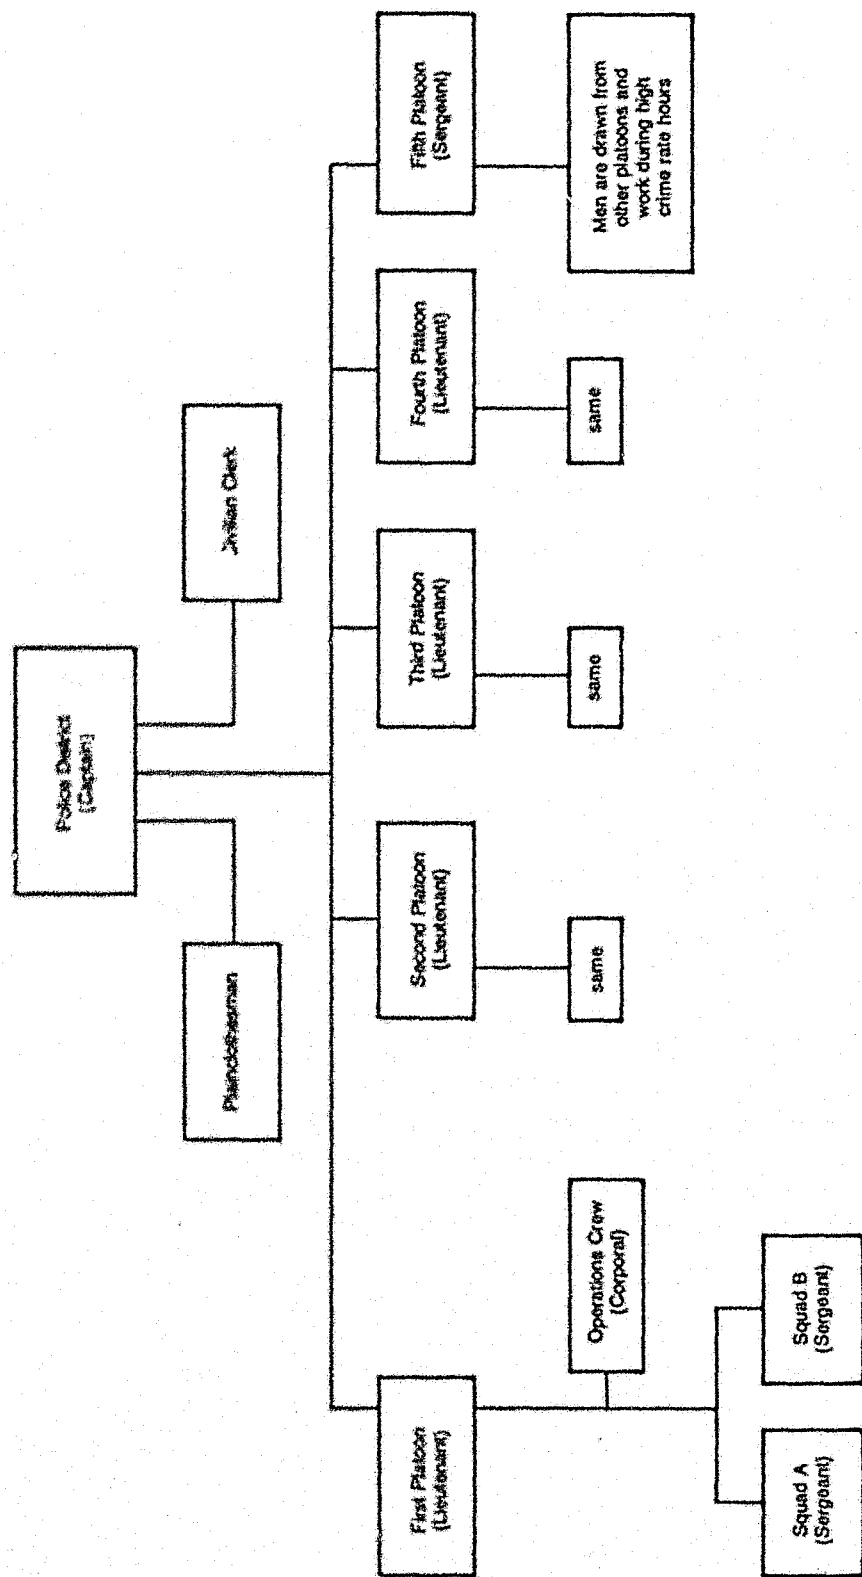 Police District
(Captain)
Plainclothesman
Civilian Clerk
First Platoon
(Lieutenant)
Second Platoon
(Lieutenant)
Third Platoon
(Lieutenant)
Fourth Platoon
(Lieutenant)
Fifth Platoon
(Sergeant)
Operations Crew
(Corporal)
same
same
same
Men are drawn from
other platoons and
work during high
crime rate hours
Squad A
(Sergeant)
Squad B
(Sergeant)